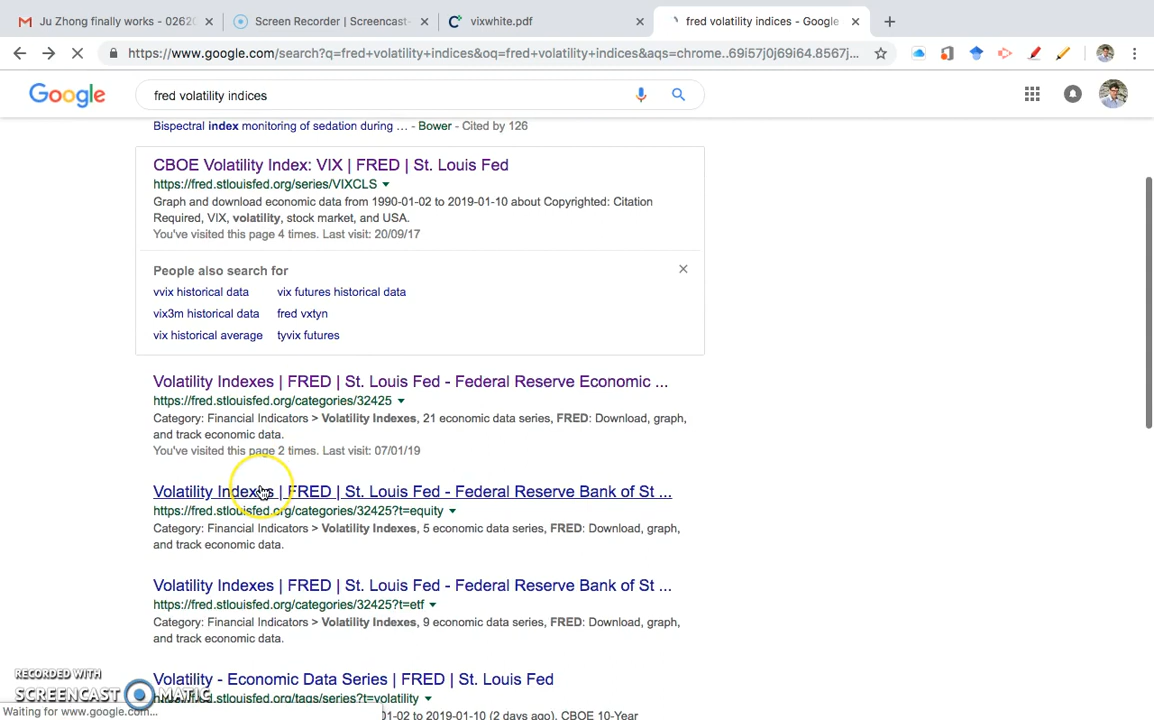 Ju Zhong finally works - 0262
Screen Recorder | Screencast-
vixwhite.pdf
fred volatility indices - Google
https://www.google.com/search?q=fred+volatility+indices&oq=fred+volatility+indices&aqs=chrome..69i57j0j69i64.8567j...
Google
fred volatility indices
Bispectral index monitoring of sedation during … - Bower - Cited by 126
CBOE Volatility Index: VIX | FRED | St. Louis Fed
https://fred.stlouisfed.org/series/VIXCLS
Graph and download economic data from 1990-01-02 to 2019-01-10 about Copyrighted: Citation
Required, VIX, volatility, stock market, and USA.
You've visited this page 4 times. Last visit: 20/09/17
People also search for
vvix historical data
vix futures historical data
vix3m historical data
fred vxtyn
vix historical average
tyvix futures
Volatility Indexes | FRED | St. Louis Fed - Federal Reserve Economic ...
https://fred.stlouisfed.org/categories/32425
Category: Financial Indicators > Volatility Indexes, 21 economic data series, FRED: Download, graph,
and track economic data.
You've visited this page 2 times. Last visit: 07/01/19
Volatility Indexes | FRED | St. Louis Fed - Federal Reserve Bank of St ...
https://fred.stlouisfed.org/categories/32425?t=equity
Category: Financial Indicators > Volatility Indexes, 5 economic data series, FRED: Download, graph,
and track economic data.
Volatility Indexes | FRED | St. Louis Fed - Federal Reserve Bank of St ...
https://fred.stlouisfed.org/categories/32425?t=etf
Category: Financial Indicators > Volatility Indexes, 9 economic data series, FRED: Download, graph,
and track economic data.
RECORDED WITH
Volatility - Economic Data Series | FRED | St. Louis Fed
SCREENCAST MATIC
https://fred.stlouisfed.org/tags/series?t=volatility
Waiting for www.google.com...
01-02 to 2019-01-10 (2 days ago). CBOE 10-Year